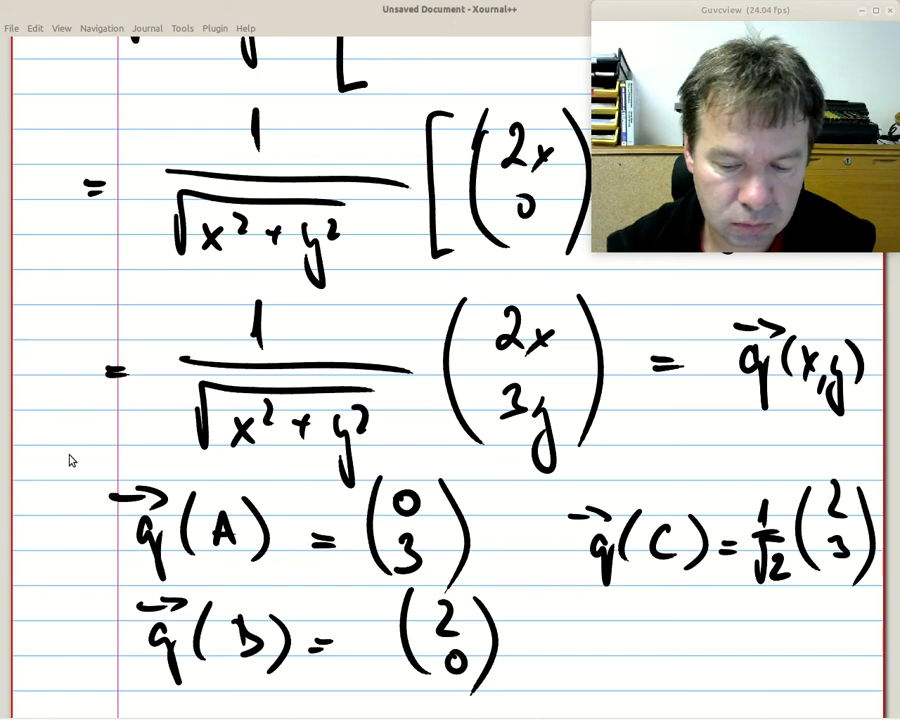 Unsaved Document - Xournal++
Guvcview (24.04 fps)
File Edit View Navigation Journal Tools Plugin Help
= 1/√(x² + y²) [ (2x 0)
= 1/√(x² + y²) (2x 3y) = q⃗(x,y)
q⃗(A) = (0 3) q⃗(C) = 1/√2 (2 3)
q⃗(B) = (2 0)